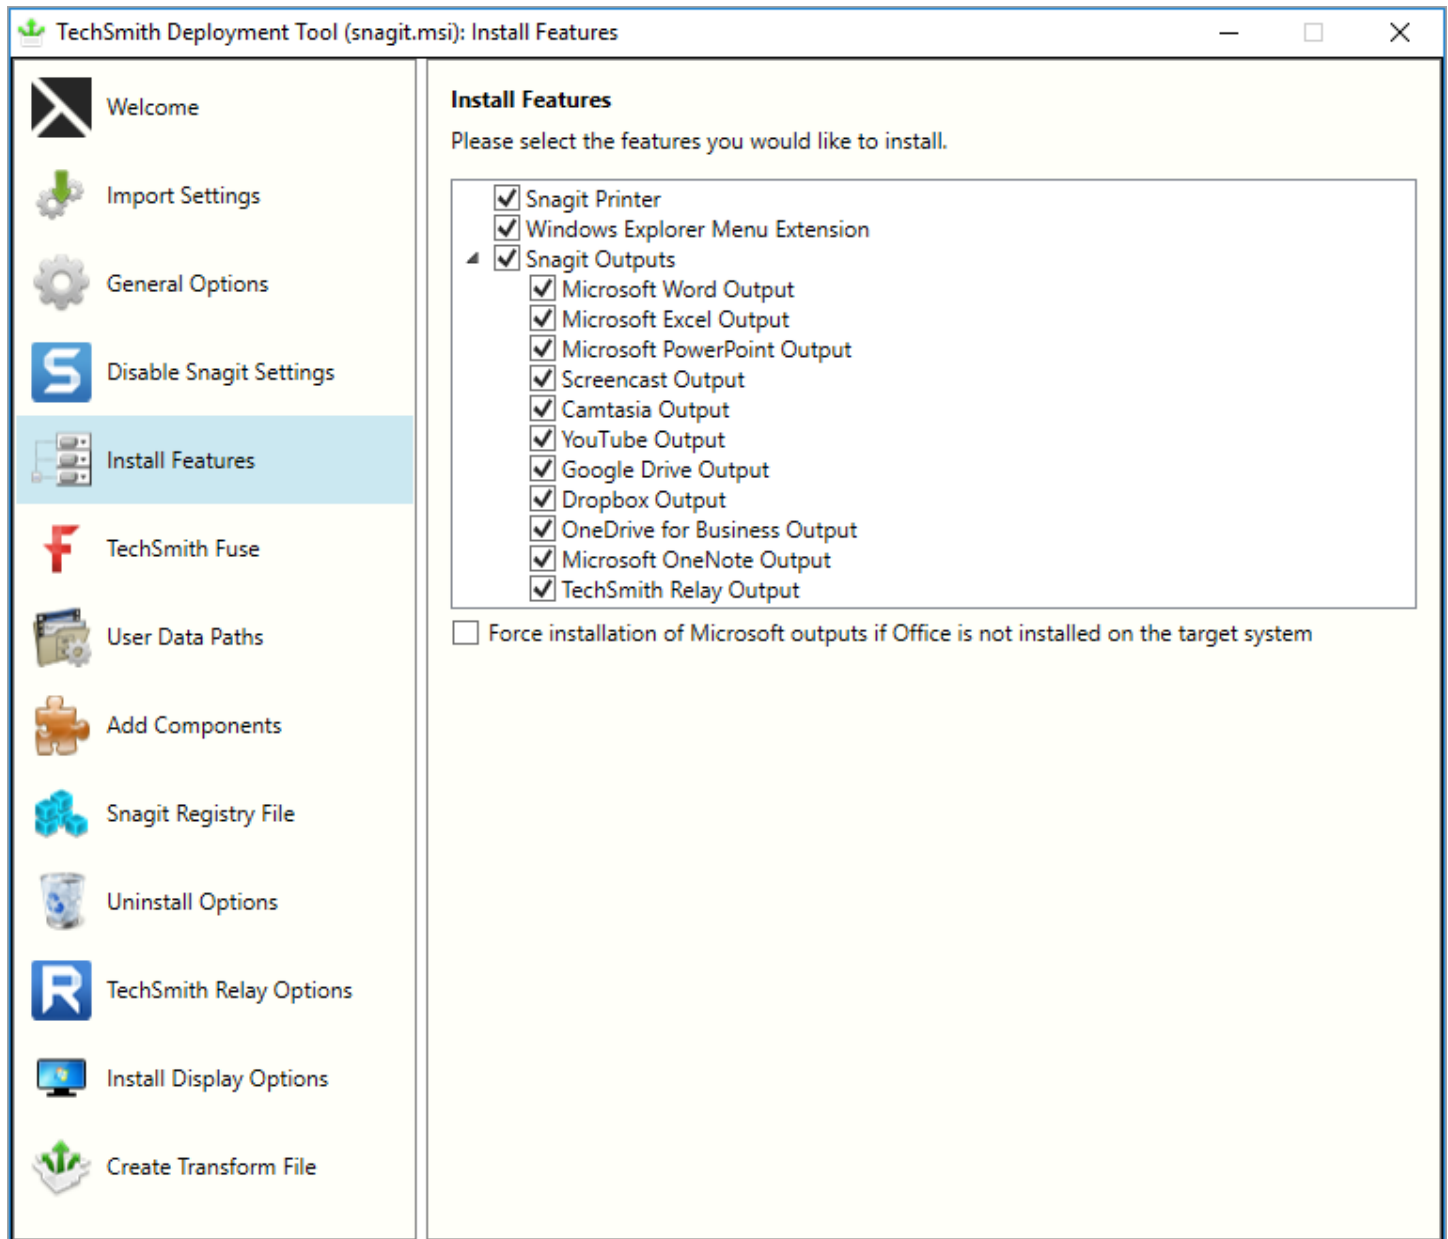 TechSmith Deployment Tool (snagit.msi): Install Features
Welcome
Import Settings
General Options
Disable Snagit Settings
Install Features
TechSmith Fuse
User Data Paths
Add Components
Snagit Registry File
Uninstall Options
TechSmith Relay Options
Install Display Options
Create Transform File
Install Features
Please select the features you would like to install.
Snagit Printer
Windows Explorer Menu Extension
Snagit Outputs
Microsoft Word Output
Microsoft Excel Output
Microsoft PowerPoint Output
Screencast Output
Camtasia Output
YouTube Output
Google Drive Output
Dropbox Output
OneDrive for Business Output
Microsoft OneNote Output
TechSmith Relay Output
Force installation of Microsoft outputs if Office is not installed on the target system